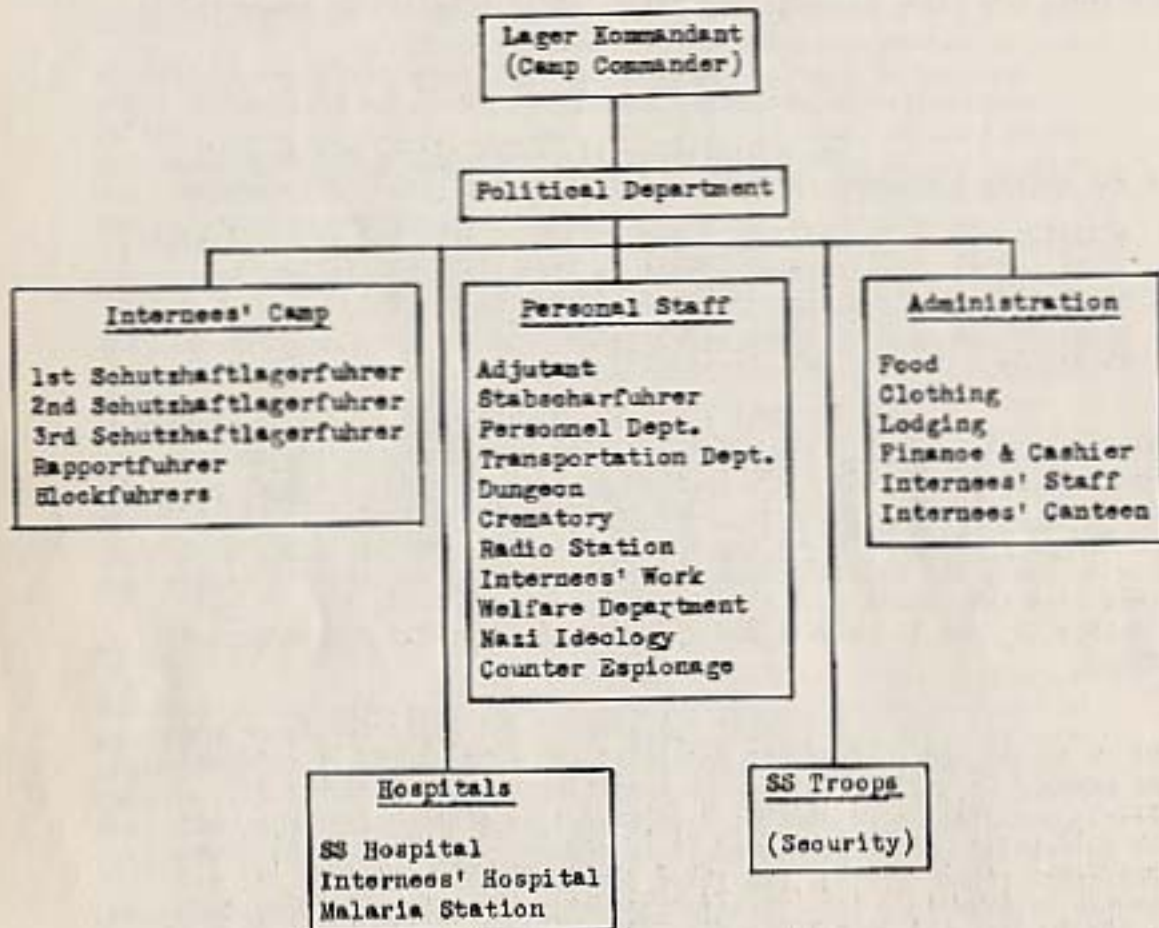 Lager Kommandant
(Camp Commander)
Political Department
Internees' Camp
1st Schutzhaftlagerfuhrer
2nd Schutzhaftlagerfuhrer
3rd Schutzhaftlagerfuhrer
Rapportfuhrer
Blockfuhrers
Personal Staff
Adjutant
Stabscharfuhrer
Personnel Dept.
Transportation Dept.
Dungeon
Crematory
Radio Station
Internees' Work
Welfare Department
Nazi Ideology
Counter Espionage
Administration
Food
Clothing
Lodging
Finance & Cashier
Internees' Staff
Internees' Canteen
Hospitals
SS Hospital
Internees' Hospital
Malaria Station
SS Troops
(Security)